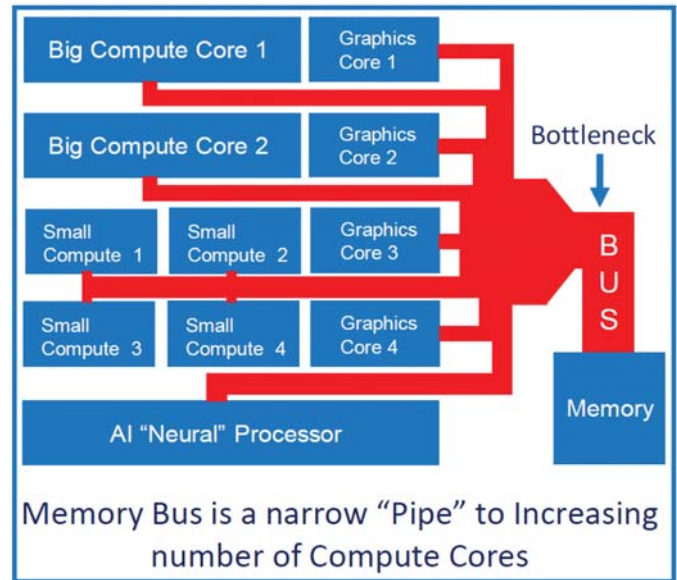 Big Compute Core 1
Graphics
Core 1
Big Compute Core 2
Graphics
Core 2
Bottleneck
Small
Compute 1
Small
Compute 2
Graphics
Core 3
BUS
Small
Compute 3
Small
Compute 4
Graphics
Core 4
Memory
AI “Neural” Processor
Memory Bus is a narrow “Pipe” to Increasing
number of Compute Cores